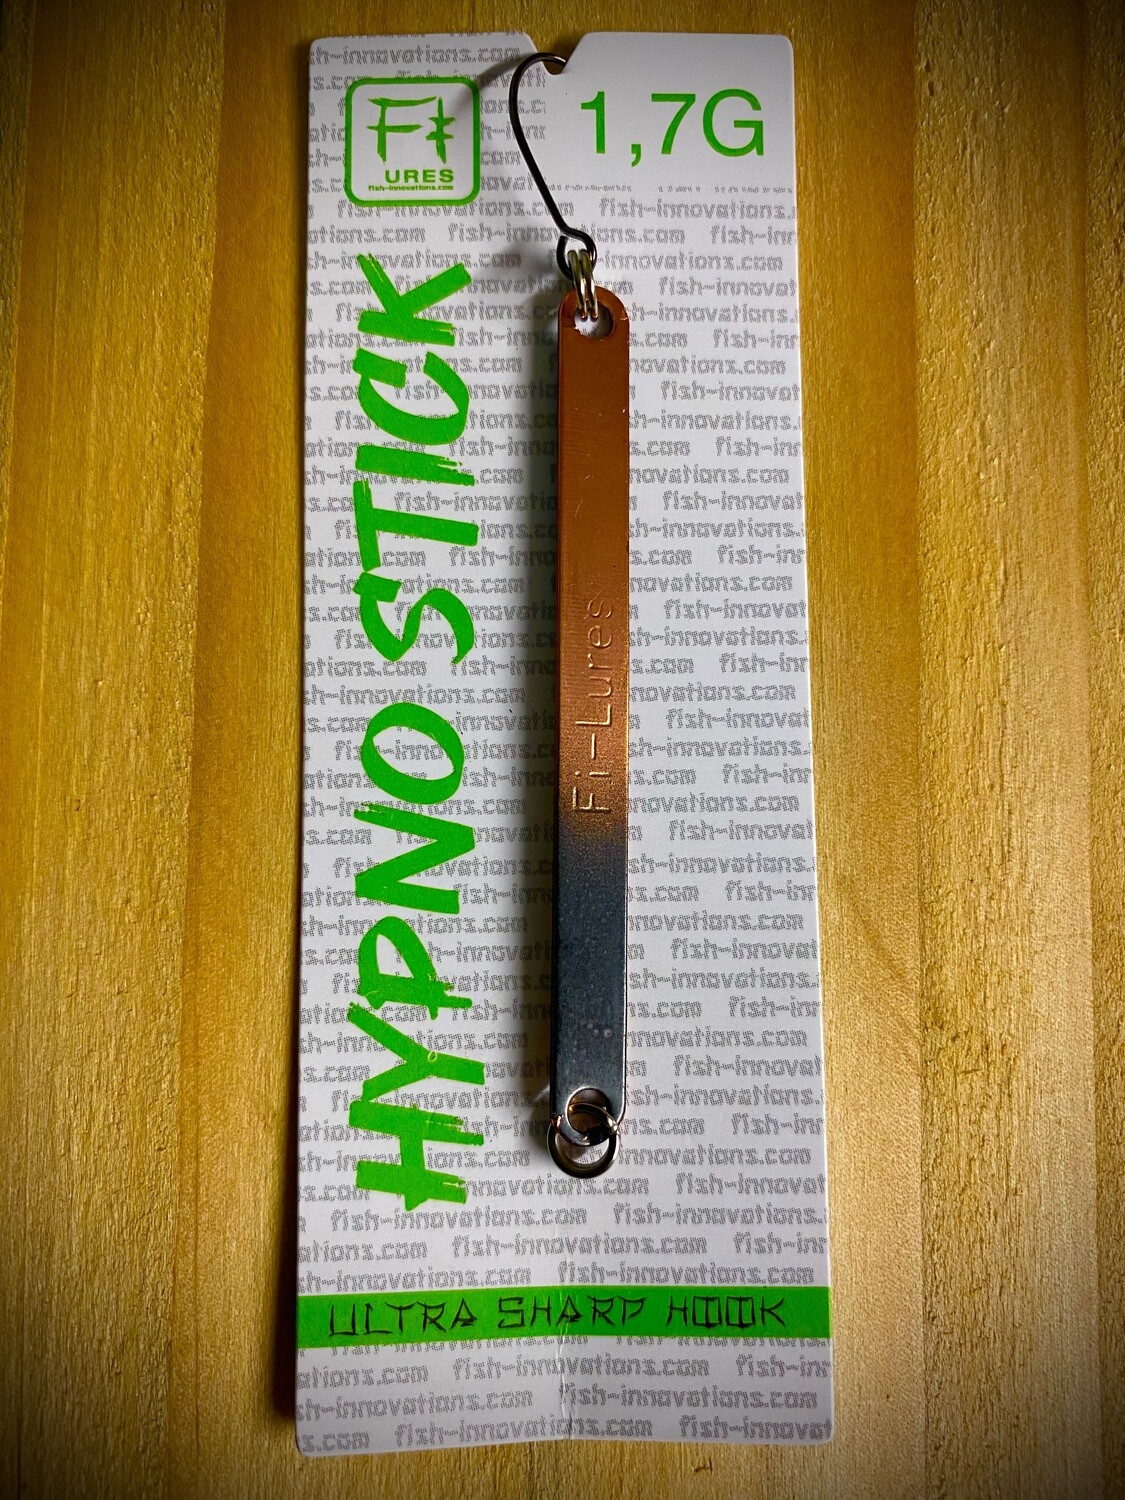 Fi
URES
fish-innovations.com
1,7G
HYPNO STICK
Fi-Lures
ULTRA SHARP HOOK
fish-innovations.com